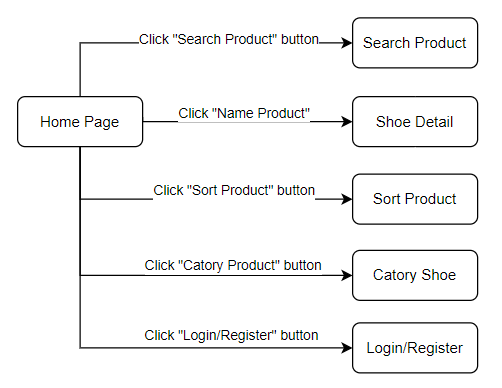 Click "Search Product" button
Search Product
Home Page
Click "Name Product"
Shoe Detail
Click "Sort Product" button
Sort Product
Click "Catory Product" button
Catory Shoe
Click "Login/Register" button
Login/Register